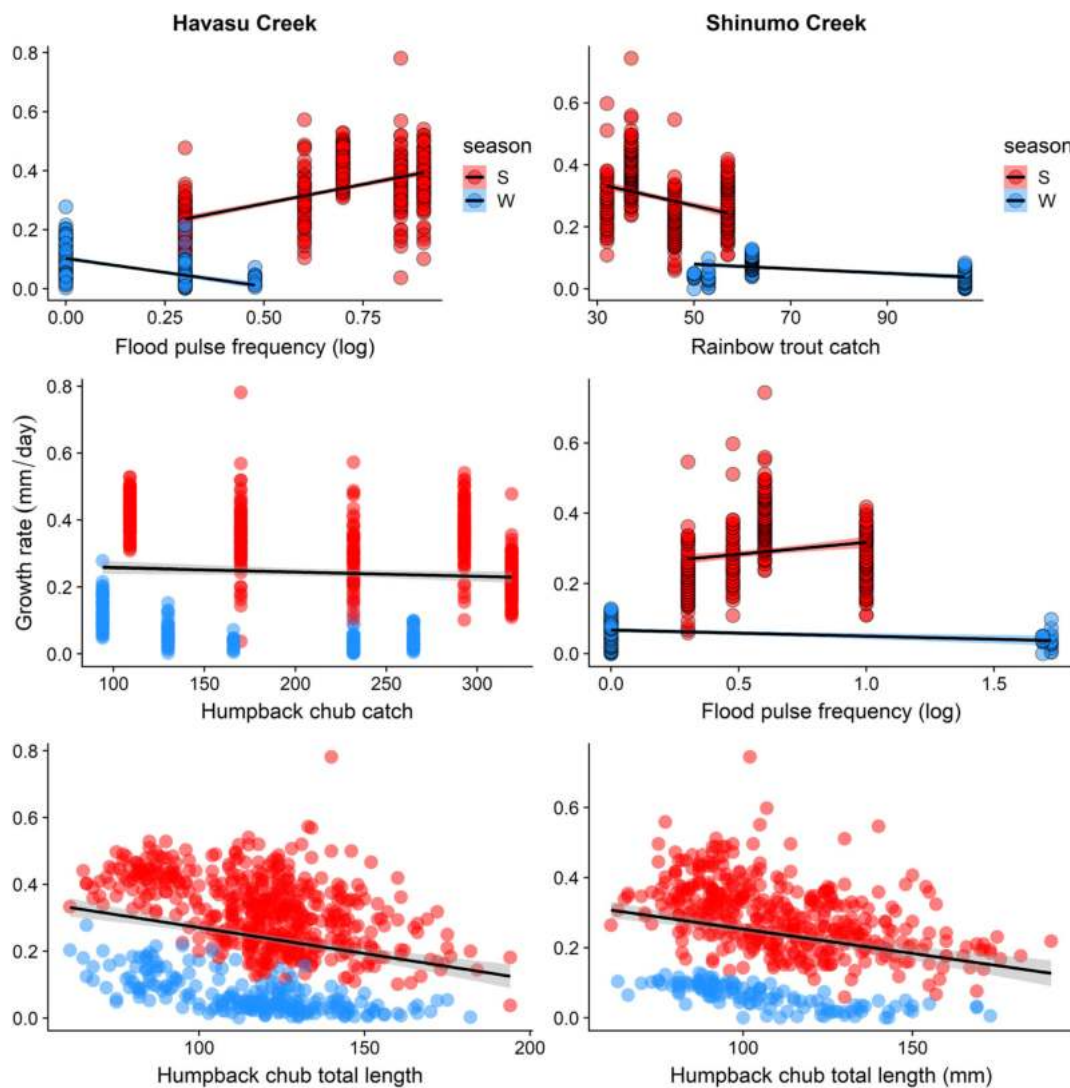 Havasu Creek
Shinumo Creek
0.8
0.6
0.4
0.2
0.0
0.00 0.25 0.50 0.75
Flood pulse frequency (log)
season
S
W
0.6
0.4
0.2
0.0
30 50 70 90
Rainbow trout catch
season
S
W
Growth rate (mm/day)
0.8
0.6
0.4
0.2
0.0
100 150 200 250 300
Humpback chub catch
0.8
0.6
0.4
0.2
0.0
0.0 0.5 1.0 1.5
Flood pulse frequency (log)
0.8
0.6
0.4
0.2
0.0
100 150 200
Humpback chub total length
0.8
0.6
0.4
0.2
0.0
100 150
Humpback chub total length (mm)